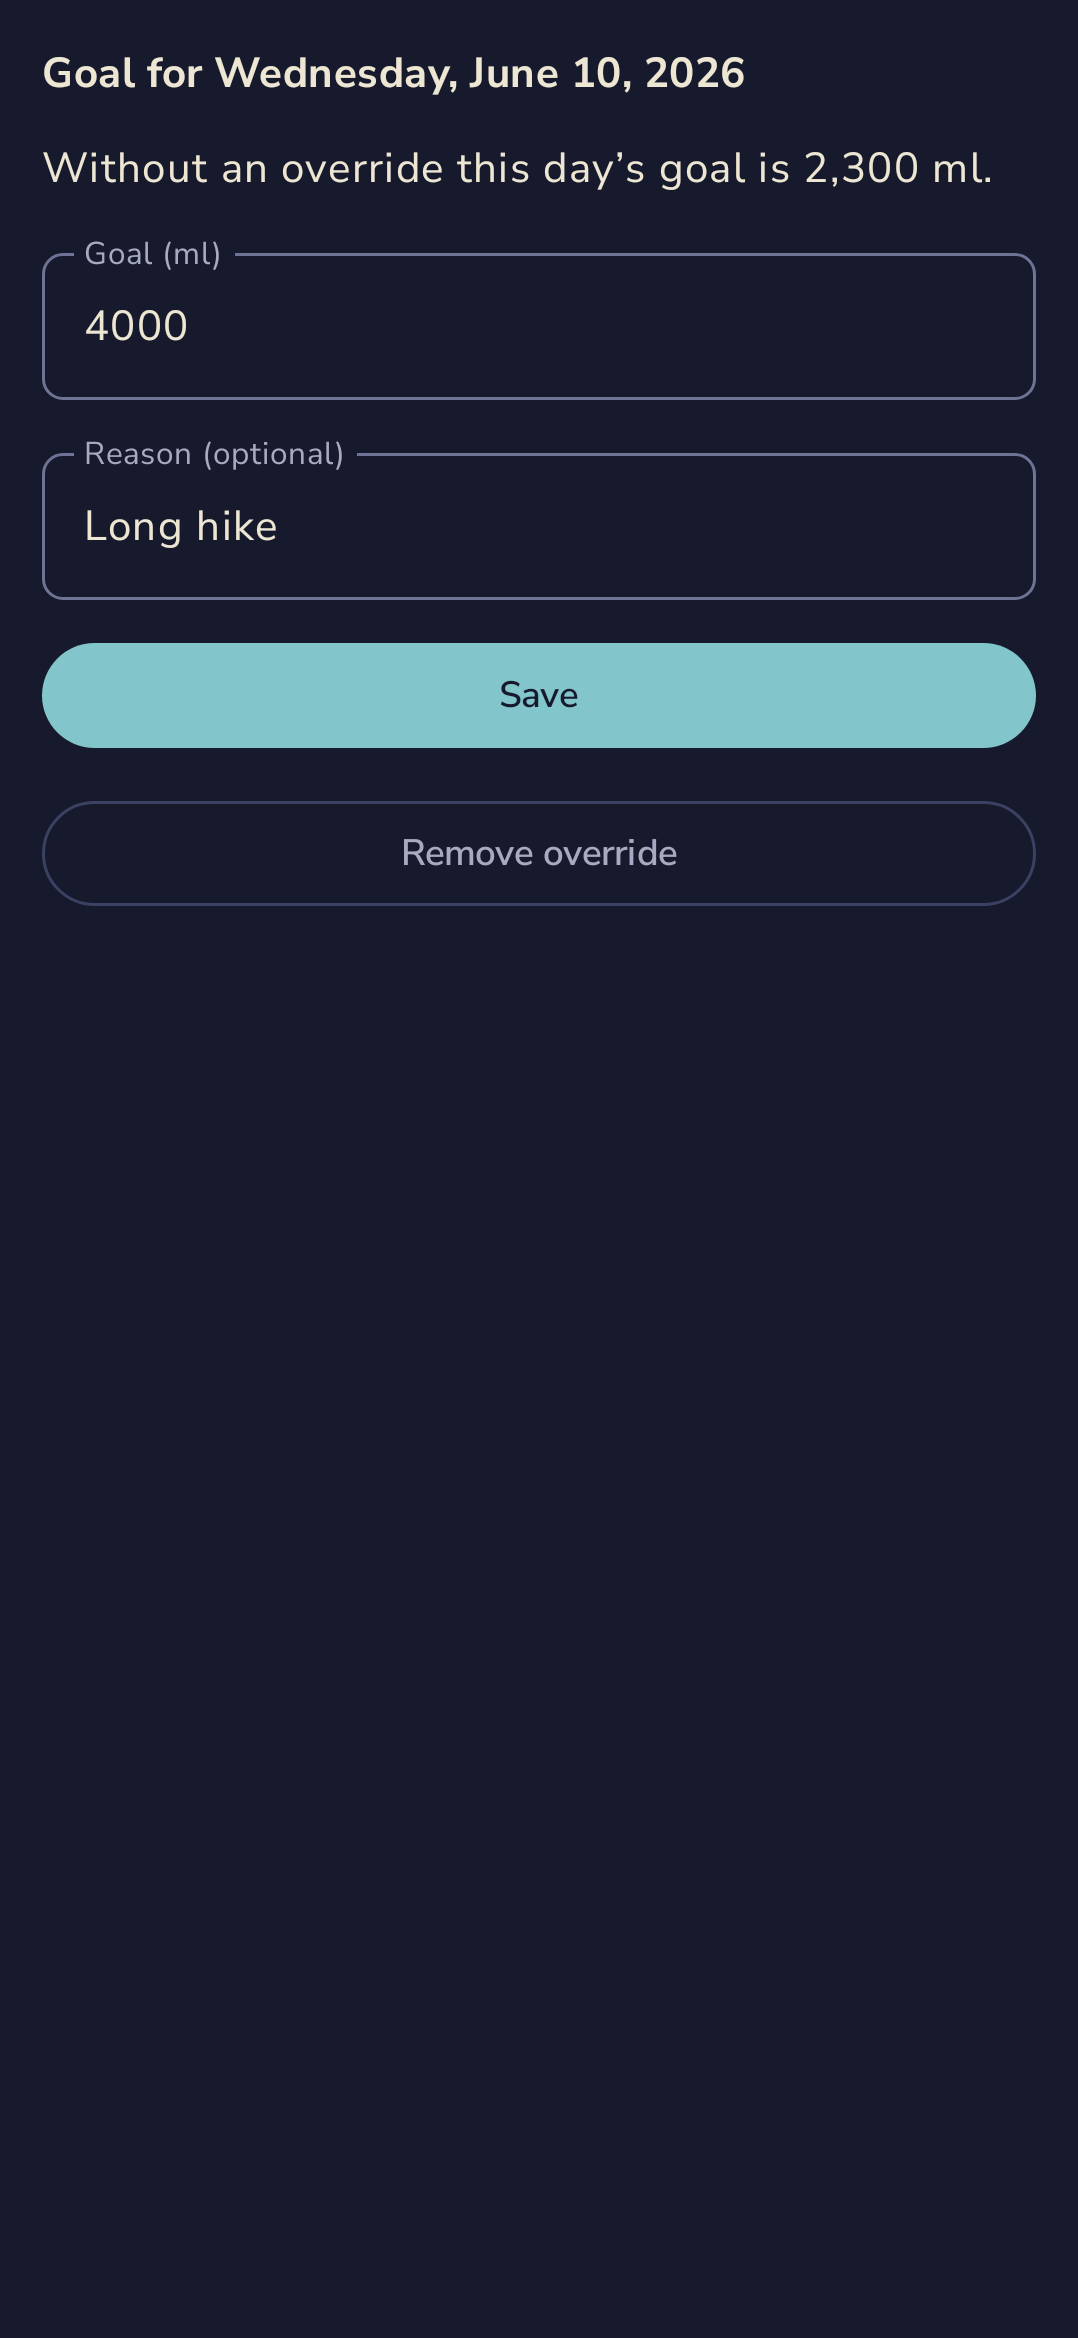 Goal for Wednesday, June 10, 2026
Without an override this day’s goal is 2,300 ml.
Goal (ml)
4000
Reason (optional)
Long hike
Save
Remove override